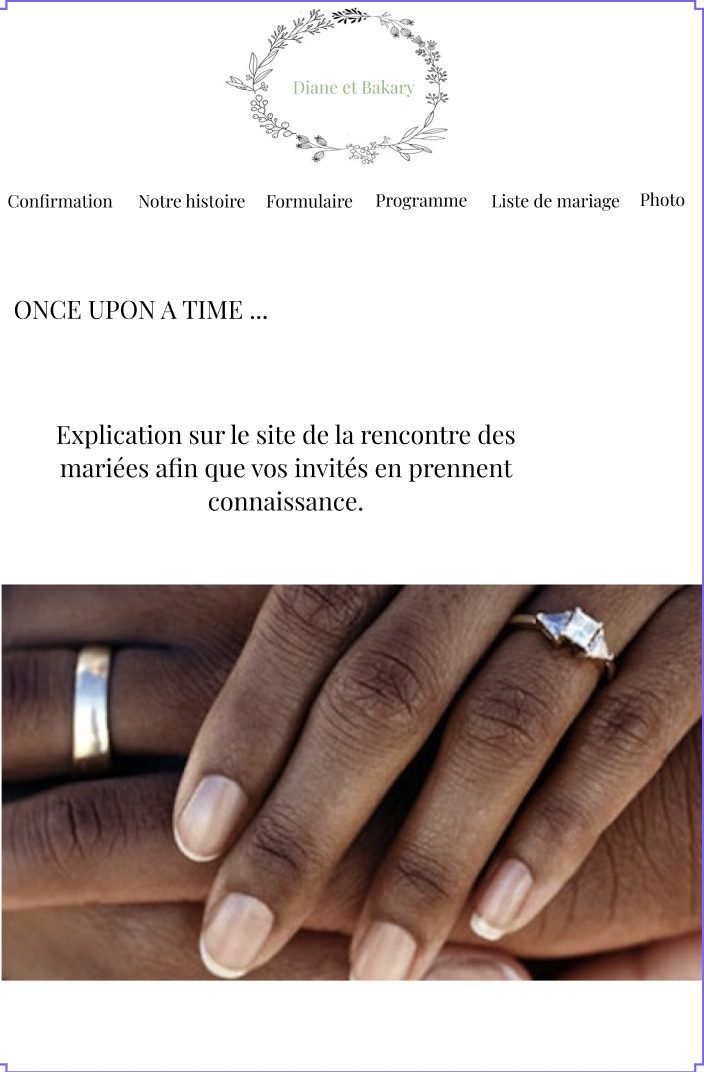 Diane et Bakary
Confirmation Notre histoire Formulaire Programme Liste de mariage Photo
ONCE UPON A TIME ...
Explication sur le site de la rencontre des
mariées afin que vos invités en prennent
connaissance.